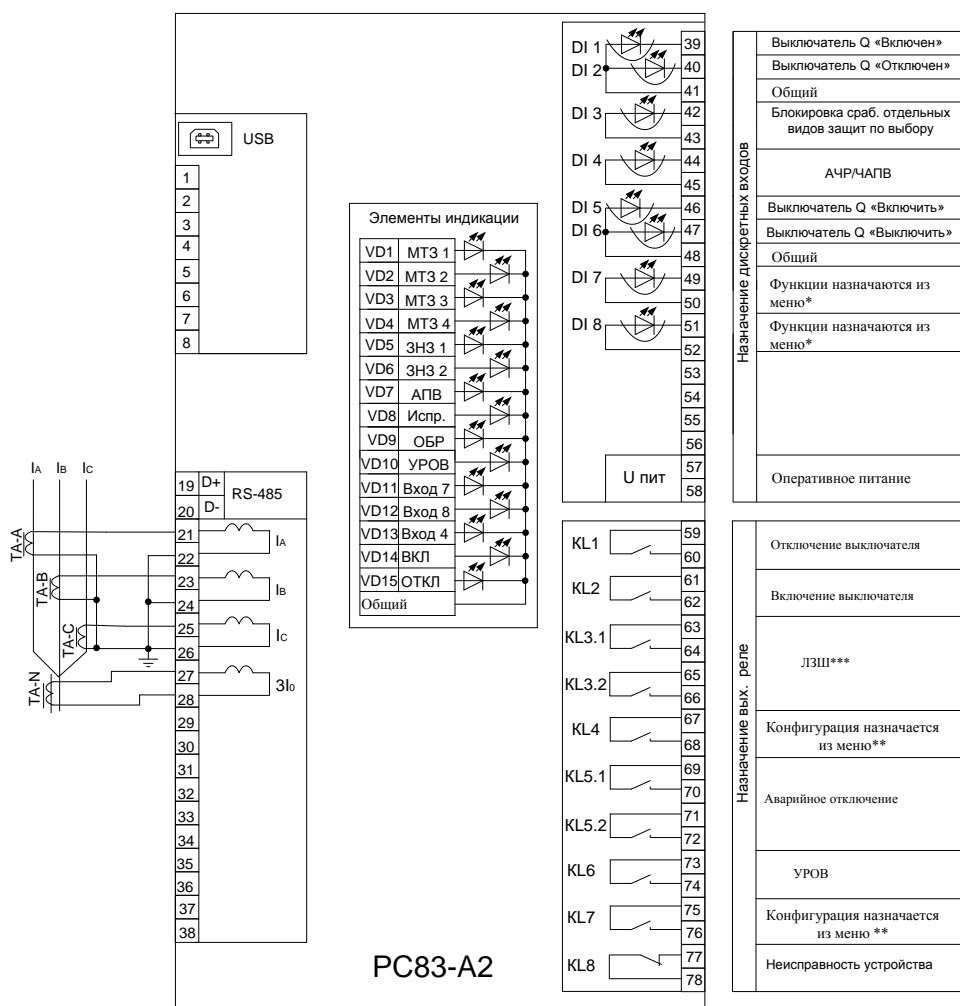 USB
1
2
3
4
5
6
7
8
IA IB IC
TA-A
TA-B
TA-C
TA-N
19 D+
RS-485
20 D-
21
IA
22
23
IB
24
25
IC
26
27
3I0
28
29
30
31
32
33
34
35
36
37
38
Элементы индикации
VD1 МТЗ 1
VD2 МТЗ 2
VD3 МТЗ 3
VD4 МТЗ 4
VD5 ЗНЗ 1
VD6 ЗНЗ 2
VD7 АПВ
VD8 Испр.
VD9 ОБР
VD10 УРОВ
VD11 Вход 7
VD12 Вход 8
VD13 Вход 4
VD14 ВКЛ
VD15 ОТКЛ
Общий
РС83-А2
DI 1
DI 2
DI 3
DI 4
DI 5
DI 6
DI 7
DI 8
U пит
39
40
41
42
43
44
45
46
47
48
49
50
51
52
53
54
55
56
57
58
Назначение дискретных входов
Выключатель Q «Включен»
Выключатель Q «Отключен»
Общий
Блокировка сраб. отдельных
видов защит по выбору
АЧР/ЧАПВ
Выключатель Q «Включить»
Выключатель Q «Выключить»
Общий
Функции назначаются из
меню*
Функции назначаются из
меню*
Оперативное питание
KL1
KL2
KL3.1
KL3.2
KL4
KL5.1
KL5.2
KL6
KL7
KL8
59
60
61
62
63
64
65
66
67
68
69
70
71
72
73
74
75
76
77
78
Назначение вых. реле
Отключение выключателя
Включение выключателя
ЛЗШ***
Конфигурация назначается
из меню**
Аварийное отключение
УРОВ
Конфигурация назначается
из меню **
Неисправность устройства